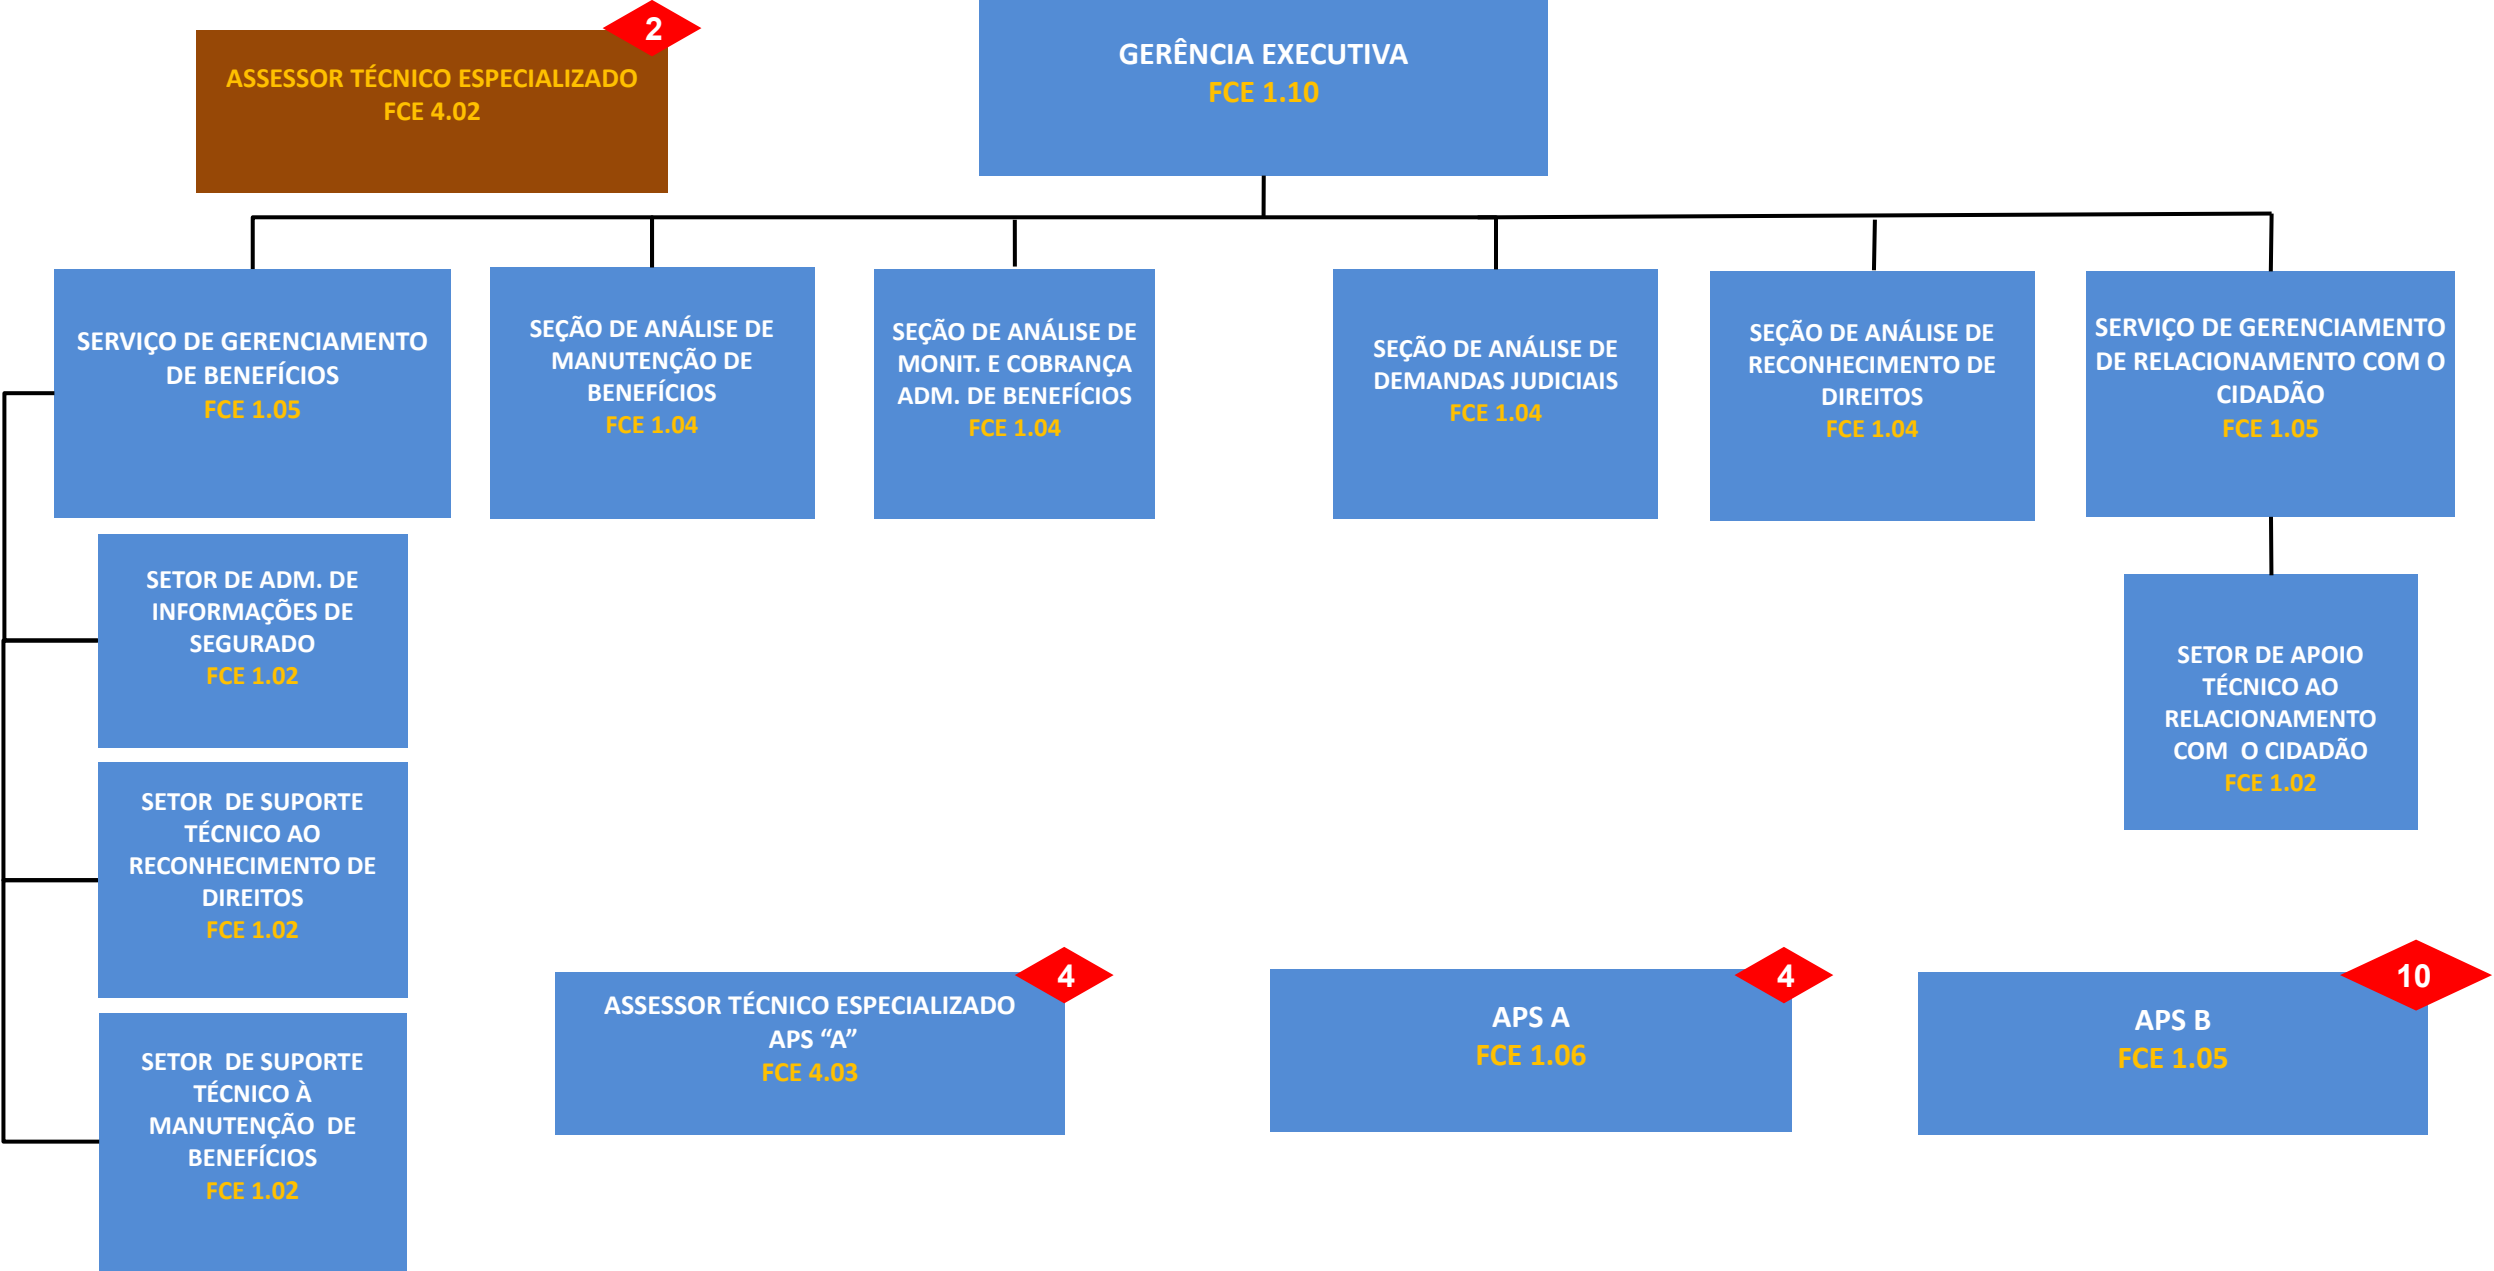 2
ASSESSOR TÉCNICO ESPECIALIZADO
FCE 4.02
GERÊNCIA EXECUTIVA
FCE 1.10
SERVIÇO DE GERENCIAMENTO
DE BENEFÍCIOS
FCE 1.05
SEÇÃO DE ANÁLISE DE
MANUTENÇÃO DE
BENEFÍCIOS
FCE 1.04
SEÇÃO DE ANÁLISE DE
MONIT. E COBRANÇA
ADM. DE BENEFÍCIOS
FCE 1.04
SEÇÃO DE ANÁLISE DE
DEMANDAS JUDICIAIS
FCE 1.04
SEÇÃO DE ANÁLISE DE
RECONHECIMENTO DE
DIREITOS
FCE 1.04
SERVIÇO DE GERENCIAMENTO
DE RELACIONAMENTO COM O
CIDADÃO
FCE 1.05
SETOR DE ADM. DE
INFORMAÇÕES DE
SEGURADO
FCE 1.02
SETOR DE APOIO
TÉCNICO AO
RELACIONAMENTO
COM O CIDADÃO
FCE 1.02
SETOR DE SUPORTE
TÉCNICO AO
RECONHECIMENTO DE
DIREITOS
FCE 1.02
SETOR DE SUPORTE
TÉCNICO À
MANUTENÇÃO DE
BENEFÍCIOS
FCE 1.02
4
ASSESSOR TÉCNICO ESPECIALIZADO
APS “A”
FCE 4.03
4
APS A
FCE 1.06
10
APS B
FCE 1.05